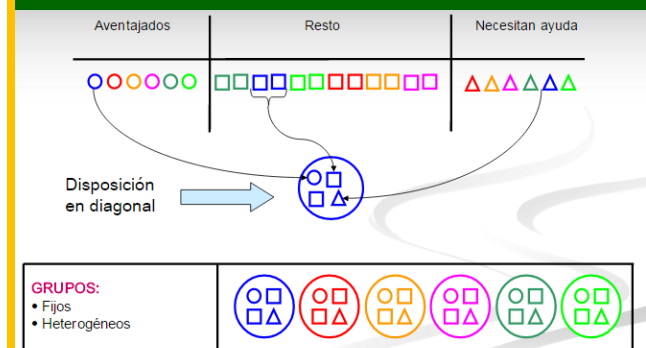 Aventajados
Resto
Necesitan ayuda
Disposición
en diagonal
GRUPOS:
• Fijos
• Heterogéneos